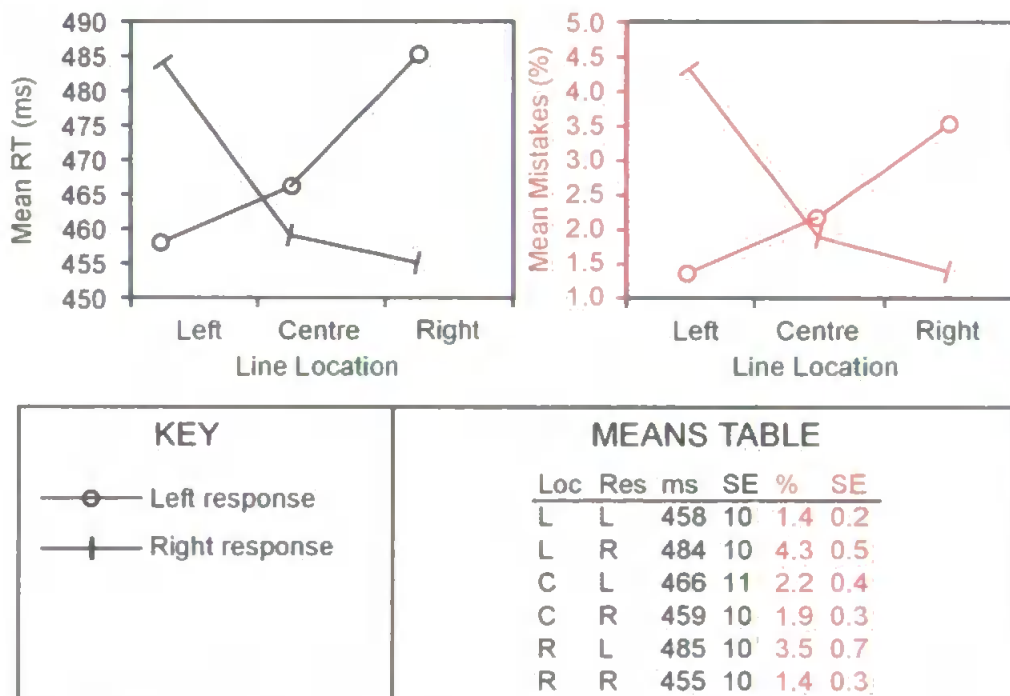 490
485
480
475
470
465
460
455
450
Mean RT (ms)
Left Centre Right
Line Location
5.0
4.5
4.0
3.5
3.0
2.5
2.0
1.5
1.0
Mean Mistakes (%)
Left Centre Right
Line Location
KEY
Left response
Right response
MEANS TABLE
Loc Res ms SE % SE
L L 458 10 1.4 0.2
L R 484 10 4.3 0.5
C L 466 11 2.2 0.4
C R 459 10 1.9 0.3
R L 485 10 3.5 0.7
R R 455 10 1.4 0.3